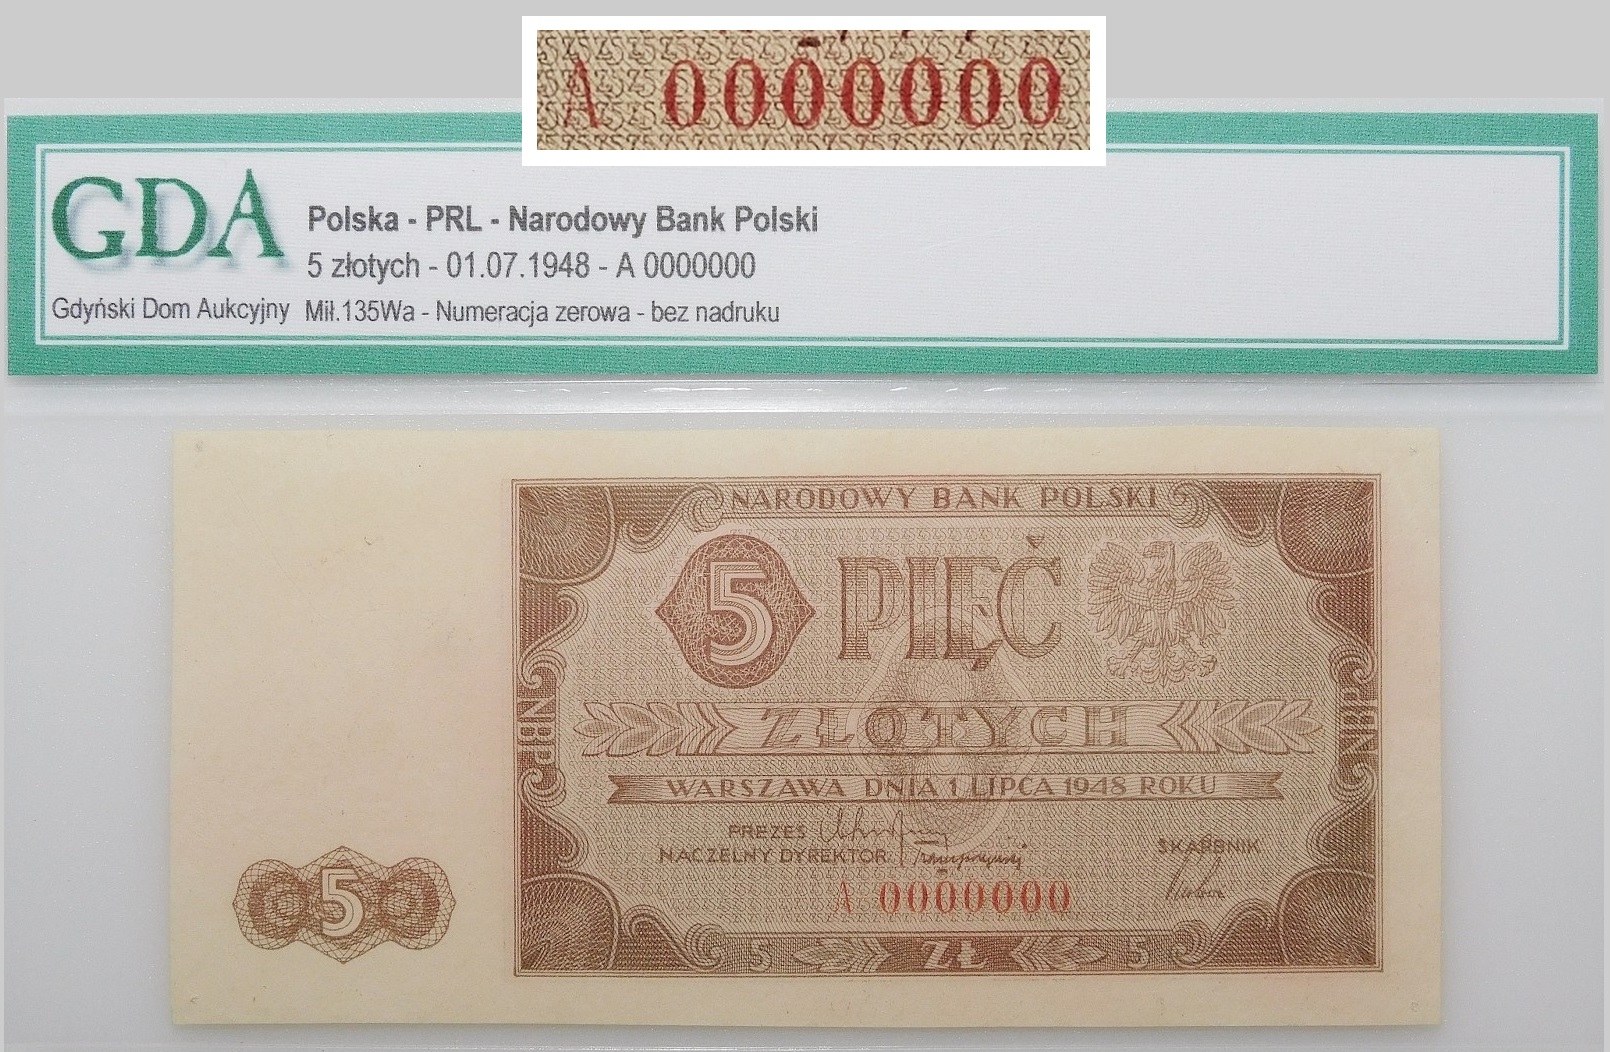 A 0000000
GDA
Gdyński Dom Aukcyjny
Polska - PRL - Narodowy Bank Polski
5 złotych - 01.07.1948 - A 0000000
Mił.135Wa - Numeracja zerowa - bez nadruku
NARODOWY BANK POLSKI
5 PIĘĆ
ZŁOTYCH
NBP
NBP
WARSZAWA DNIA 1 LIPCA 1948 ROKU
PREZES
NACZELNY DYREKTOR
SKARBNIK
A 0000000
5
5 ZŁ 5